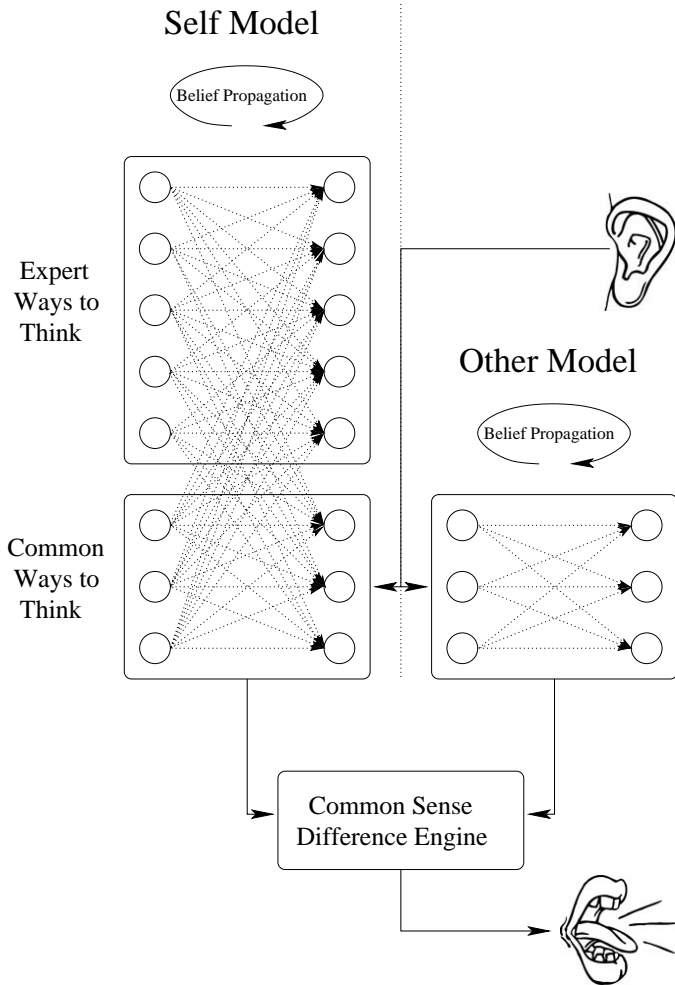 Self Model
Belief Propagation
Expert
Ways to
Think
Other Model
Belief Propagation
Common
Ways to
Think
Common Sense
Difference Engine